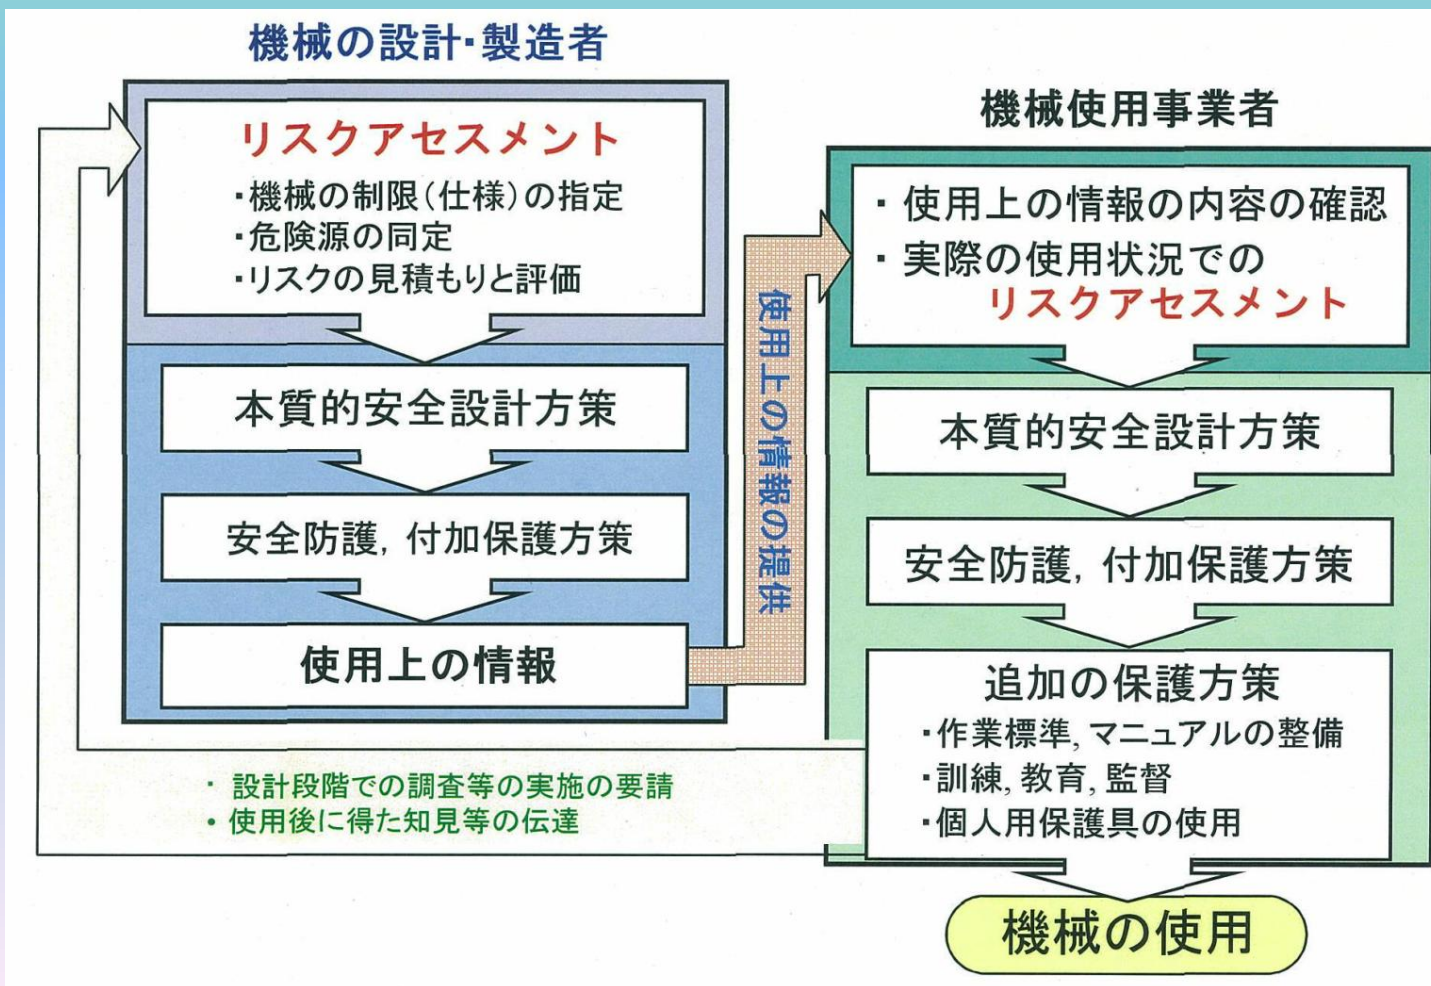 機械の設計・製造者
リスクアセスメント
・機械の制限(仕様)の指定
・危険源の同定
・リスクの見積もりと評価
本質的安全設計方策
安全防護, 付加保護方策
使用上の情報
使用上の情報の提供
機械使用事業者
・使用上の情報の内容の確認
・実際の使用状況での
リスクアセスメント
本質的安全設計方策
安全防護, 付加保護方策
追加の保護方策
・作業標準, マニュアルの整備
・訓練, 教育, 監督
・個人用保護具の使用
・設計段階での調査等の実施の要請
・使用後に得た知見等の伝達
機械の使用